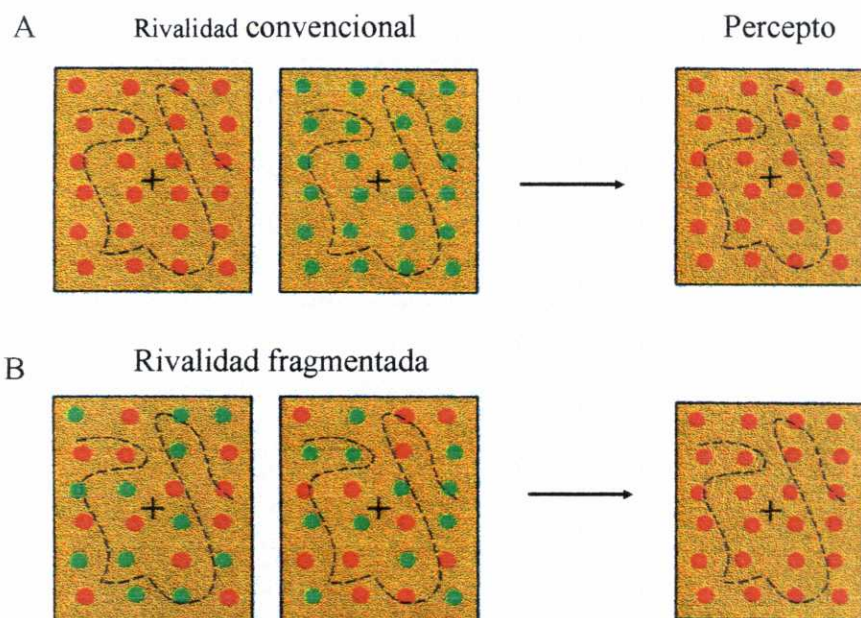 A
Rivalidad convencional
Percepto
B
Rivalidad fragmentada